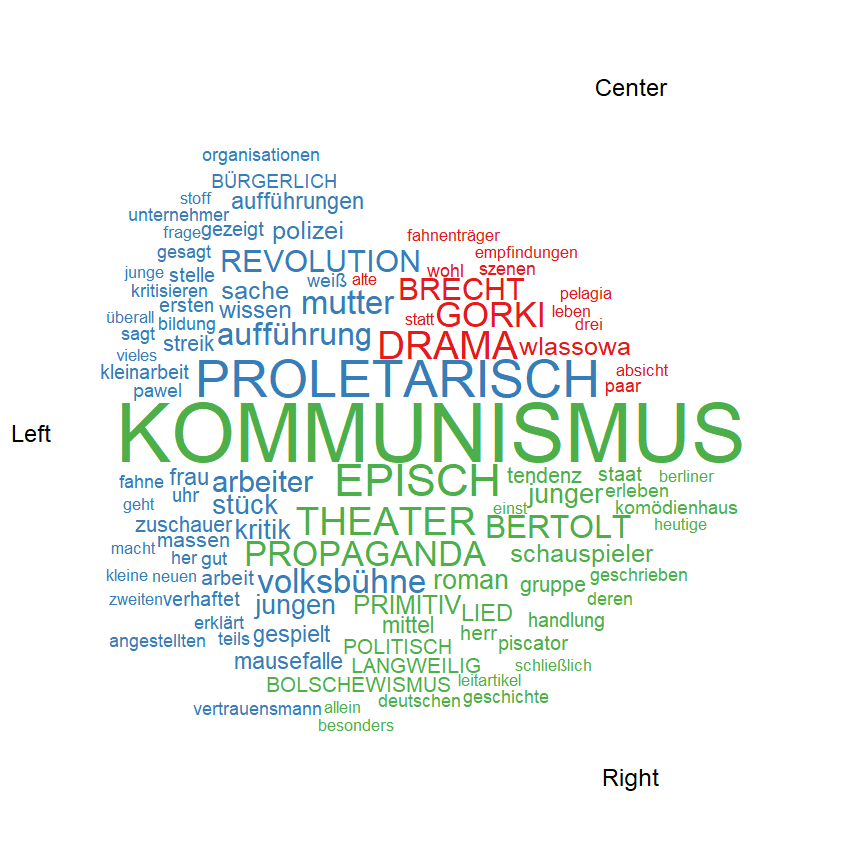 Center
organisationen
BÜRGERLICH
stoff aufführungen
unternehmer
frage gezeigt polizei
fahnenträger
gesagt empfindungen
REVOLUTION
junge stelle weiß alte wohl szenen
kritisieren sache BRECHT pelagia
ersten wissen mutter GORKI leben
überall bildung statt drei
sagt streik aufführung DRAMA wlassowa
vieles
kleinarbeit PROLETARISCH absicht
pawel paar
Left KOMMUNISMUS
fahne frau arbeiter EPISCH tendenz staat berliner
uhr junger erleben
geht stück einst komödienhaus
zuschauer kritik THEATER BERTOLT heutige
massen
macht her gut PROPAGANDA schauspieler
kleine neuen arbeit volksbühne roman gruppe geschrieben
zweiten verhaftet jungen PRIMITIV LIED deren
erklärt mittel handlung
angestellten teils gespielt POLITISCH herr piscator
mausefalle LANGWEILIG schließlich
BOLSCHEWISMUS leitartikel
vertrauensmann allein deutschen geschichte
besonders
Right